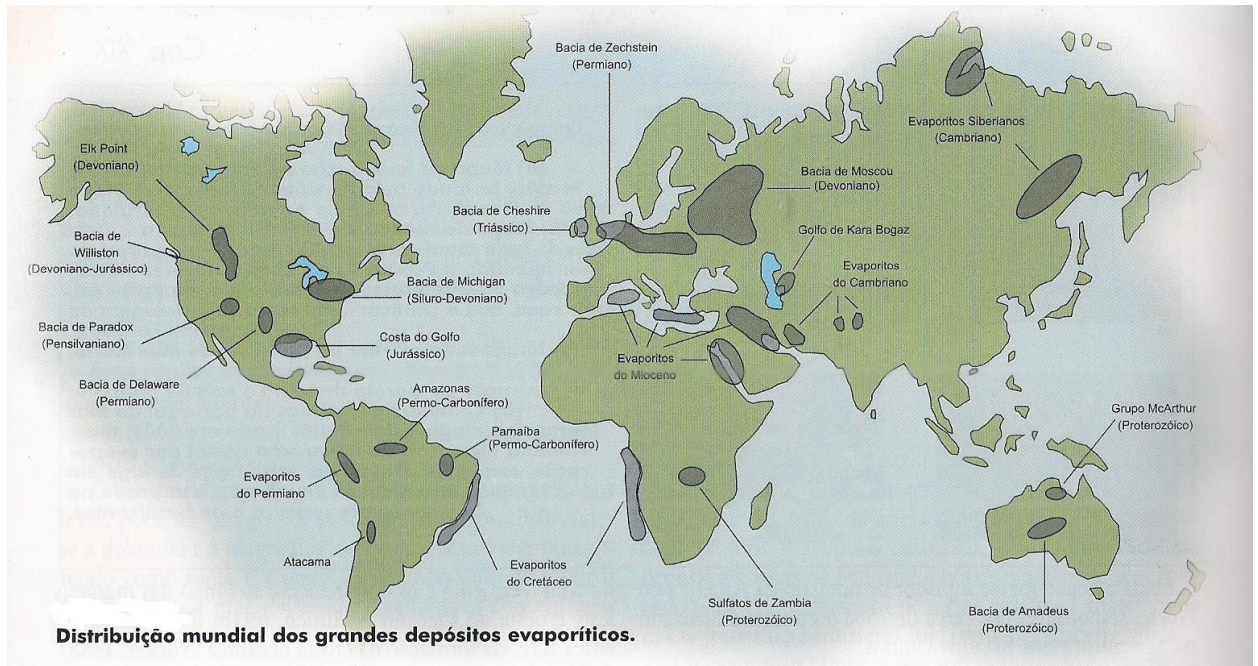 Bacia de Zechstein
(Permiano)
Evaporitos Siberianos
(Cambriano)
Elk Point
(Devoniano)
Bacia de Moscou
(Devoniano)
Bacia de Cheshire
(Triássico)
Golfo de Kara Bogaz
Bacia de
Williston
(Devoniano-Jurássico)
Evaporitos
do Cambriano
Bacia de Michigan
(Siluro-Devoniano)
Bacia de Paradox
(Pensilvaniano)
Costa do Golfo
(Jurássico)
Evaporitos
do Mioceno
Bacia de Delaware
(Permiano)
Amazonas
(Permo-Carbonífero)
Grupo McArthur
(Proterozóico)
Parnaíba
(Permo-Carbonífero)
Evaporitos
do Permiano
Atacama
Evaporitos
do Cretáceo
Sulfatos de Zambia
(Proterozóico)
Bacia de Amadeus
(Proterozóico)
Distribuição mundial dos grandes depósitos evaporíticos.